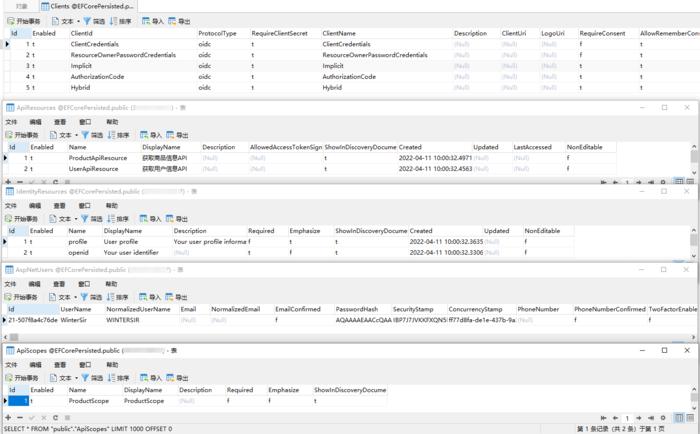 对象 Clients @EFCorePersisted.p...
开始事务 文本 筛选 排序 导入 导出
Id Enabled ClientId ProtocolType RequireClientSecret ClientName Description ClientUri LogoUri RequireConsent AllowRememberCon
1 t ClientCredentials oidc t ClientCredentials (Null) (Null) (Null) f t
2 t ResourceOwnerPasswordCredentials oidc t ResourceOwnerPasswordCredentials (Null) (Null) (Null) f t
3 t Implicit oidc t Implicit (Null) (Null) (Null) t t
4 t AuthorizationCode oidc t AuthorizationCode (Null) (Null) (Null) t t
5 t Hybrid oidc t Hybrid (Null) (Null) (Null) t t
ApiResources @EFCorePersisted.public - 表
文件 编辑 查看 窗口 帮助
开始事务 文本 筛选 排序 导入 导出
Id Enabled Name DisplayName Description AllowedAccessTokenSign ShowInDiscoveryDocume Created Updated LastAccessed NonEditable
1 t ProductApiResource 获取商品信息API (Null) (Null) t 2022-04-11 10:00:32.4971 (Null) (Null) f
2 t UserApiResource 获取用户信息API (Null) (Null) t 2022-04-11 10:00:32.4563 (Null) (Null) f
1
IdentityResources @EFCorePersisted.public - 表
文件 编辑 查看 窗口 帮助
开始事务 文本 筛选 排序 导入 导出
Id Enabled Name DisplayName Description Required Emphasize ShowInDiscoveryDocume Created Updated NonEditable
1 t profile User profile Your user profile informa f t t 2022-04-11 10:00:32.3635 (Null) f
2 t openid Your user identifier (Null) t f t 2022-04-11 10:00:32.3306 (Null) f
AspNetUsers @EFCorePersisted.public - 表
文件 编辑 查看 窗口 帮助
开始事务 文本 筛选 排序 导入 导出
Id UserName NormalizedUserName Email NormalizedEmail EmailConfirmed PasswordHash SecurityStamp ConcurrencyStamp PhoneNumber PhoneNumberConfirmed TwoFactorEnable
21-507f8a4c76de WinterSir WINTERSIR (Null) (Null) f (Null) f f
ApiScopes @EFCorePersisted.public - 表
文件 编辑 查看 窗口 帮助
开始事务 文本 筛选 排序 导入 导出
Id Enabled Name DisplayName Description Required Emphasize ShowInDiscoveryDocume
1 t ProductScope ProductScope (Null) f f t
1
SELECT * FROM "public"."ApiScopes" LIMIT 1000 OFFSET 0 第 1 条记录 (共 2 条) 于第 1 页